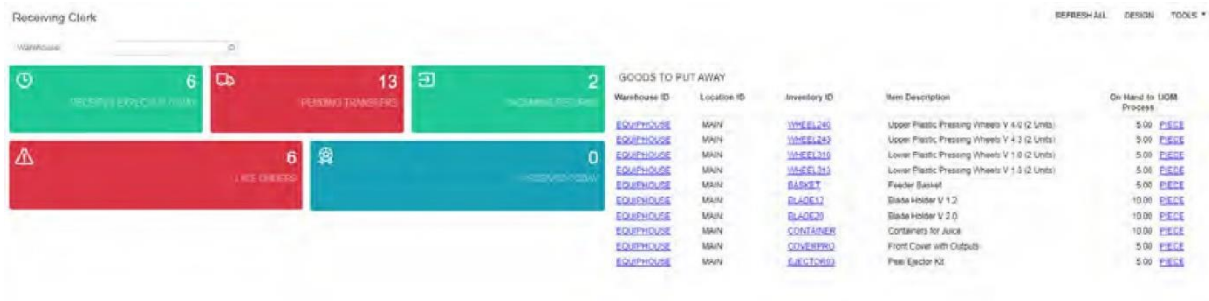 Receiving Clerk
REFRESH ALL DESIGN TOOLS
Warehouse
6
13
PENDING TRANSFERS
2
INCOMING RETURNS
6
LATE ORDERS
0
GOODS TO PUT AWAY
Warehouse ID Location ID Inventory ID Item Description On Hand to Process UOM
EQUIPHOUSE MAIN WHEEL240 Upper Plastic Pressing Wheels V 4.0 (2 Units) 5.00 PIECE
EQUIPHOUSE MAIN WHEEL243 Upper Plastic Pressing Wheels V 4.3 (2 Units) 5.00 PIECE
EQUIPHOUSE MAIN Lower Plastic Pressing Wheels V 1.0 (2 Units) 5.00 PIECE
EQUIPHOUSE MAIN WHEEL313 Lower Plastic Pressing Wheels V 1.3 (2 Units) 5.00 PIECE
EQUIPHOUSE MAIN BASKET Feeder Basket 5.00 PIECE
EQUIPHOUSE MAIN BLADE12 Blade Holder V 1.2 10.00 PIECE
EQUIPHOUSE MAIN BLADE20 Blade Holder V 2.0 10.00 PIECE
EQUIPHOUSE MAIN CONTAINER Containers for Juice 10.00 PIECE
EQUIPHOUSE MAIN COVERPRO Front Cover with Outputs 5.00 PIECE
EQUIPHOUSE MAIN EJECTOR03 Peel Ejector Kit 5.00 PIECE